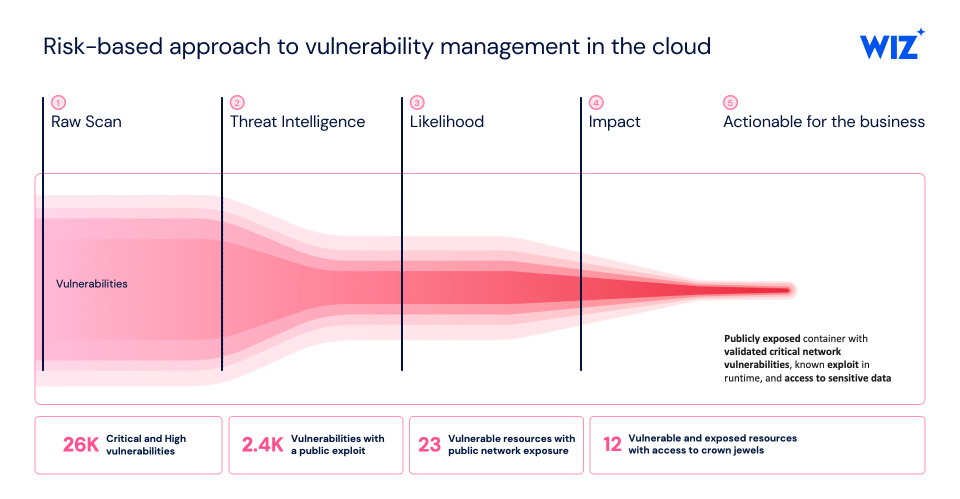 Risk-based approach to vulnerability management in the cloud
WIZ
1
Raw Scan
2
Threat Intelligence
3
Likelihood
4
Impact
5
Actionable for the business
Vulnerabilities
Publicly exposed container with
validated critical network
vulnerabilities, known exploit in
runtime, and access to sensitive data
26K
Critical and High
vulnerabilities
2.4K
Vulnerabilities with
a public exploit
23
Vulnerable resources with
public network exposure
12
Vulnerable and exposed resources
with access to crown jewels